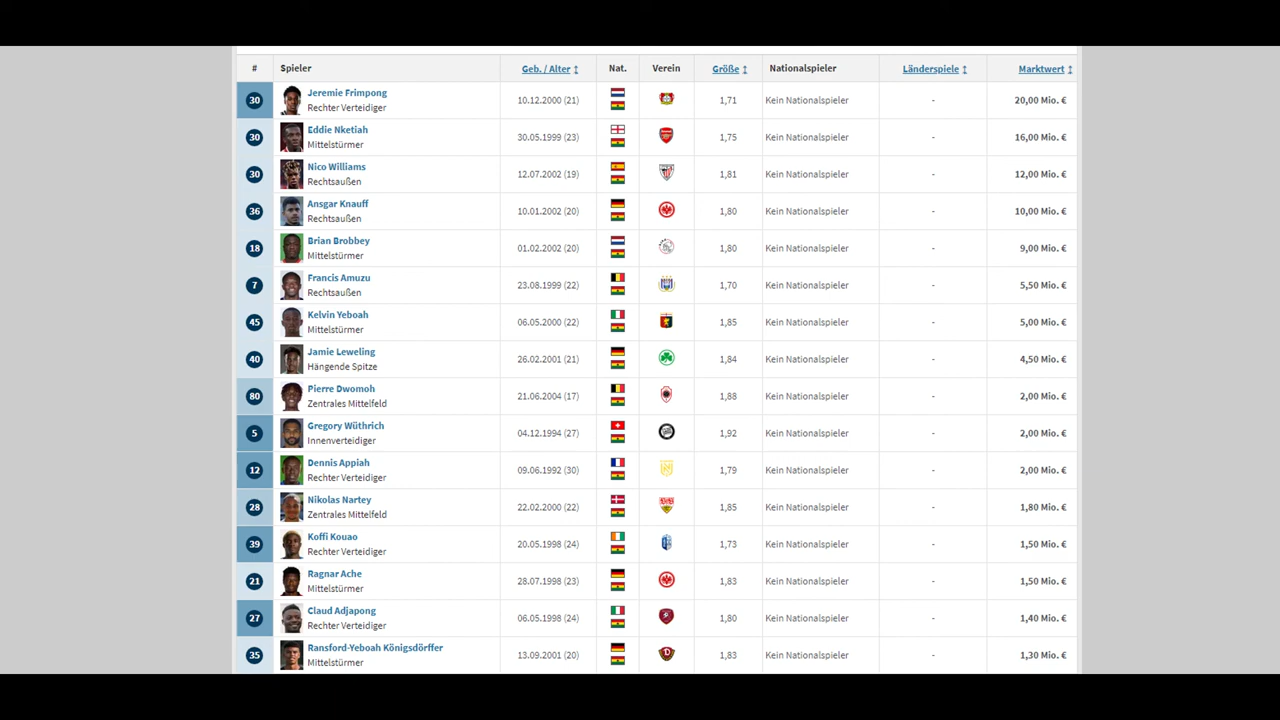 # Spieler Geb. / Alter Nat. Verein Größe Nationalspieler Länderspiele Marktwert
30 Jeremie Frimpong 10.12.2000 (21) 1,71 Kein Nationalspieler - 20,00 Mio. €
Rechter Verteidiger
30 Eddie Nketiah 30.05.1999 (23) 1,75 Kein Nationalspieler - 16,00 Mio. €
Mittelstürmer
30 Nico Williams 12.07.2002 (19) 1,81 Kein Nationalspieler - 12,00 Mio. €
Rechtsaußen
36 Ansgar Knauff 10.01.2002 (20) 1,80 Kein Nationalspieler - 10,00 Mio. €
Rechtsaußen
18 Brian Brobbey 01.02.2002 (20) 1,80 Kein Nationalspieler - 9,00 Mio. €
Mittelstürmer
7 Francis Amuzu 23.08.1999 (22) 1,70 Kein Nationalspieler - 5,50 Mio. €
Rechtsaußen
45 Kelvin Yeboah 06.05.2000 (22) 1,85 Kein Nationalspieler - 5,00 Mio. €
Mittelstürmer
40 Jamie Leweling 26.02.2001 (21) 1,84 Kein Nationalspieler - 4,50 Mio. €
Hängende Spitze
80 Pierre Dwomoh 21.06.2004 (17) 1,88 Kein Nationalspieler - 2,00 Mio. €
Zentrales Mittelfeld
5 Gregory Wüthrich 04.12.1994 (27) 1,92 Kein Nationalspieler - 2,00 Mio. €
Innenverteidiger
12 Dennis Appiah 09.06.1992 (30) 1,79 Kein Nationalspieler - 2,00 Mio. €
Rechter Verteidiger
28 Nikolas Nartey 22.02.2000 (22) 1,85 Kein Nationalspieler - 1,80 Mio. €
Zentrales Mittelfeld
39 Koffi Kouao 20.05.1998 (24) 1,73 Kein Nationalspieler - 1,50 Mio. €
Rechter Verteidiger
21 Ragnar Ache 28.07.1998 (23) 1,83 Kein Nationalspieler - 1,50 Mio. €
Mittelstürmer
27 Claud Adjapong 06.05.1998 (24) 1,80 Kein Nationalspieler - 1,40 Mio. €
Rechter Verteidiger
35 Ransford-Yeboah Königsdörffer 13.09.2001 (20) 1,83 Kein Nationalspieler - 1,30 Mio. €
Mittelstürmer